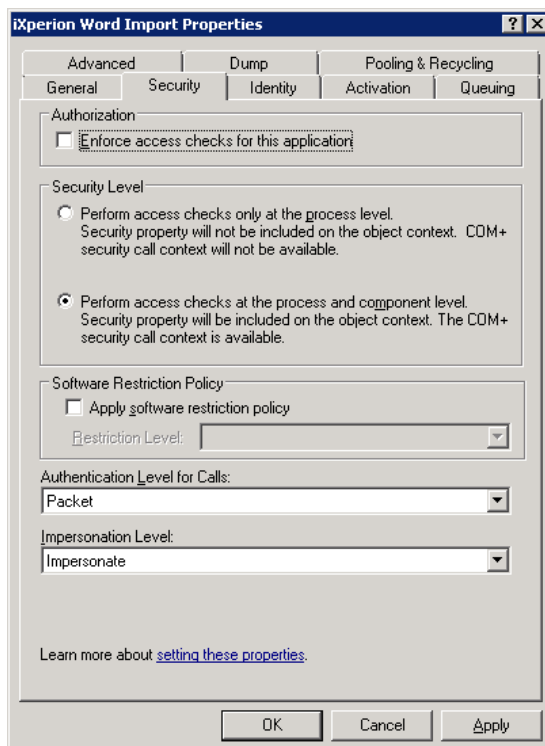 iXperion Word Import Properties
Advanced Dump Pooling & Recycling
General Security Identity Activation Queuing
Authorization
Enforce access checks for this application
Security Level
Perform access checks only at the process level.
Security property will not be included on the object context. COM+
security call context will not be available.
Perform access checks at the process and component level.
Security property will be included on the object context. The COM+
security call context is available.
Software Restriction Policy
Apply software restriction policy
Restriction Level:
Authentication Level for Calls:
Packet
Impersonation Level:
Impersonate
Learn more about setting these properties.
OK Cancel Apply